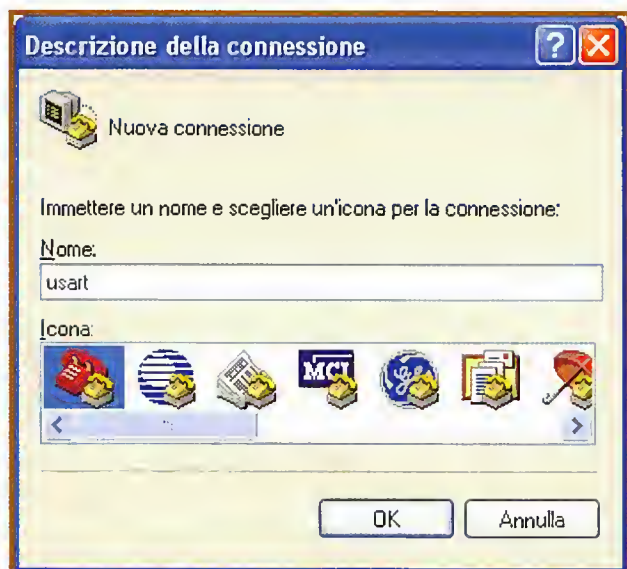 Descrizione della connessione
Nuova connessione
Immettere un nome e scegliere un'icona per la connessione:
Nome:
usart
Icona:
MCI
OK
Annulla